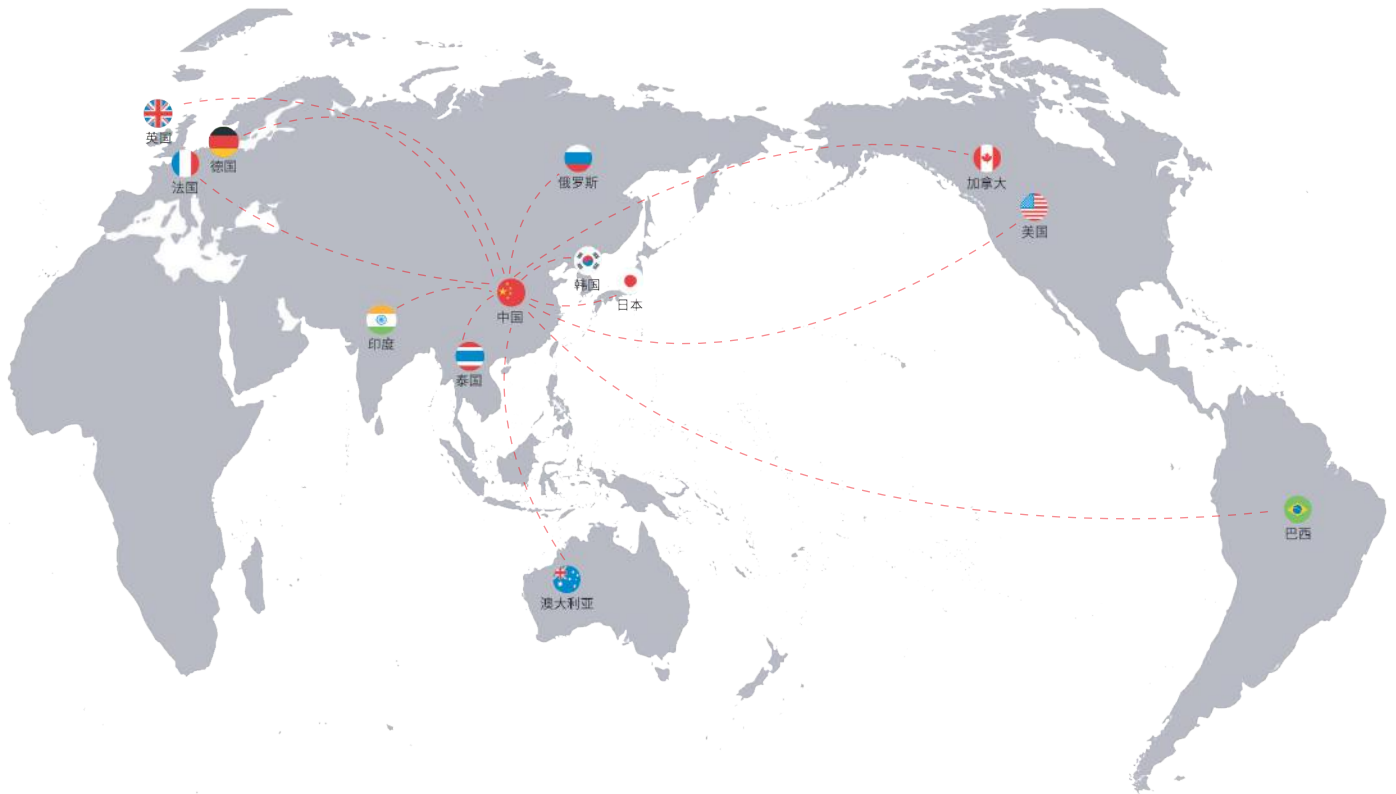 英国
德国
法国
俄罗斯
加拿大
美国
韩国
日本
中国
印度
泰国
巴西
澳大利亚